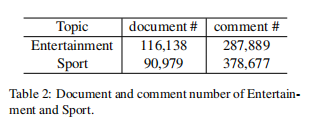 Topic document # comment #
Entertainment 116,138 287,889
Sport 90,979 378,677
Table 2: Document and comment number of Entertain-
ment and Sport.